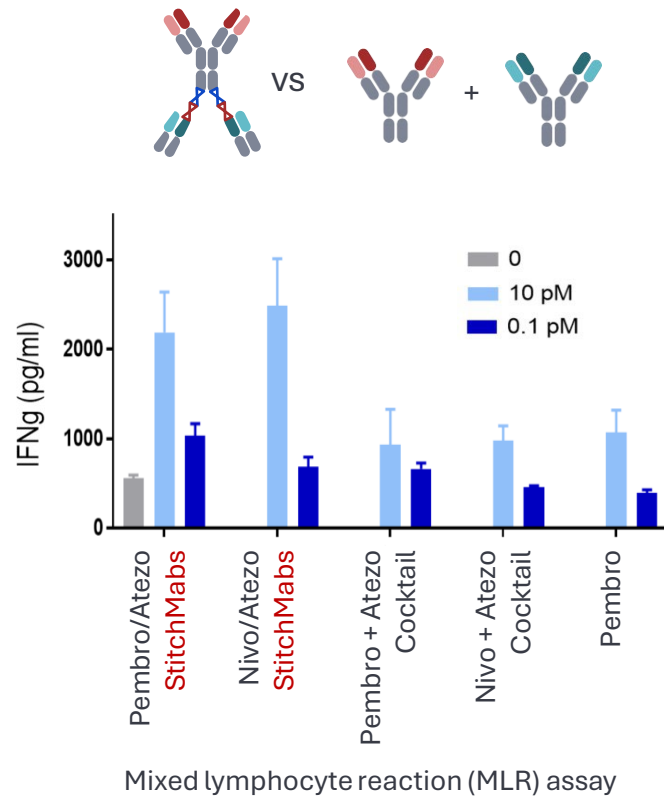 VS
+
IFNg (pg/ml)
3000
2000
1000
0
0
10 pM
0.1 pM
Pembro/Atezo
StitchMabs
Nivo/Atezo
StitchMabs
Pembro + Atezo
Cocktail
Nivo + Atezo
Cocktail
Pembro
Mixed lymphocyte reaction (MLR) assay